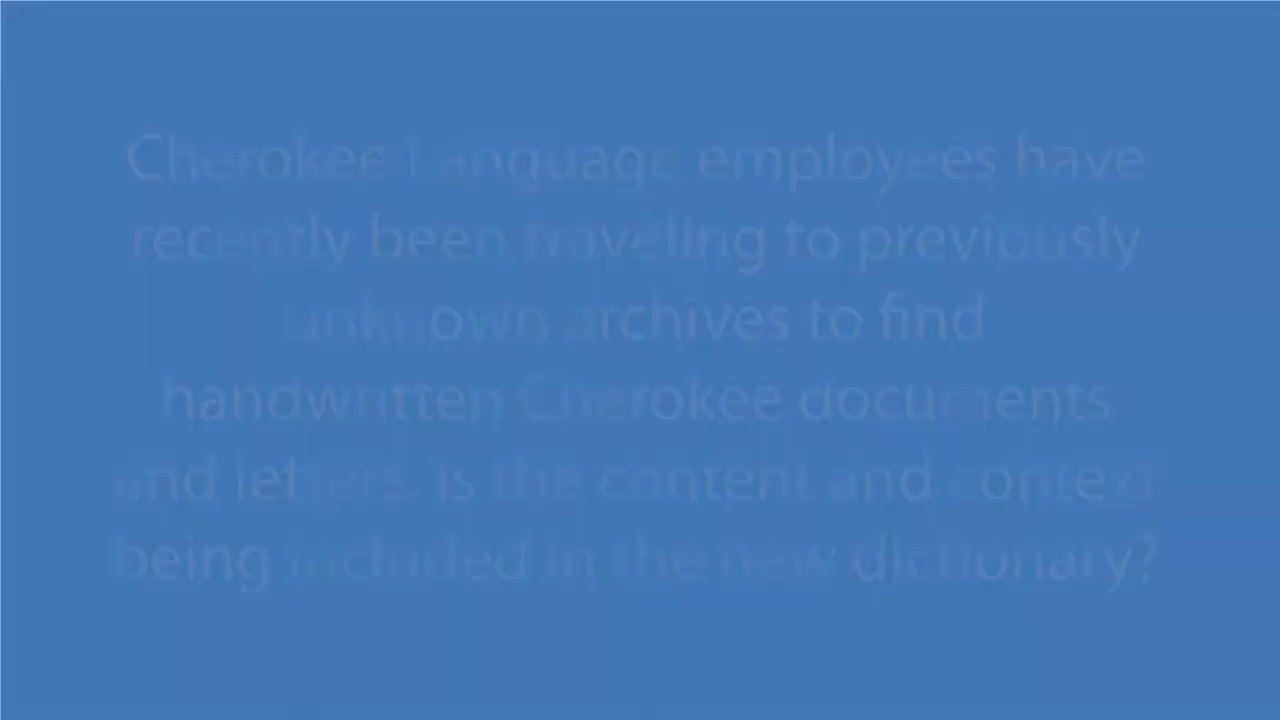 Cherokee Language employees have
recently been travelling to previously
unknown archives to find
handwritten Cherokee documents
and letters, is the content and context
being included in the new dictionary?